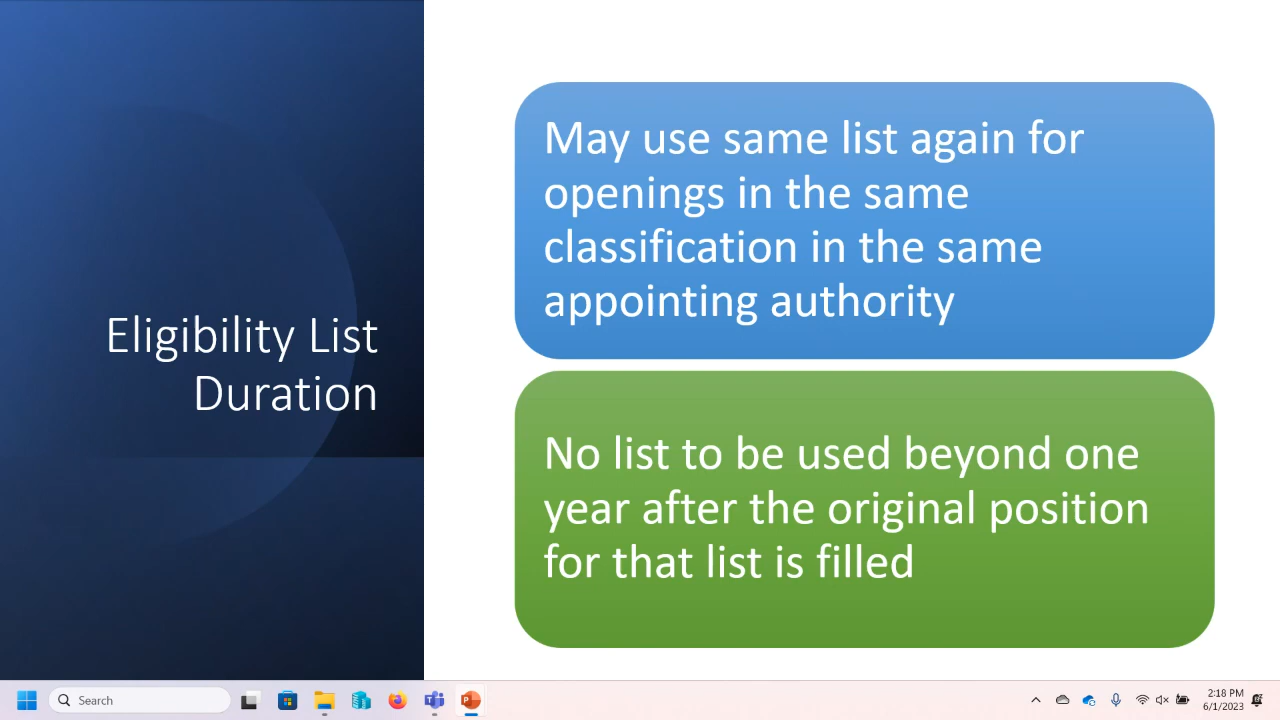 Eligibility List
Duration
May use same list again for
openings in the same
classification in the same
appointing authority
No list to be used beyond one
year after the original position
for that list is filled
Search
2:18 PM
6/1/2023